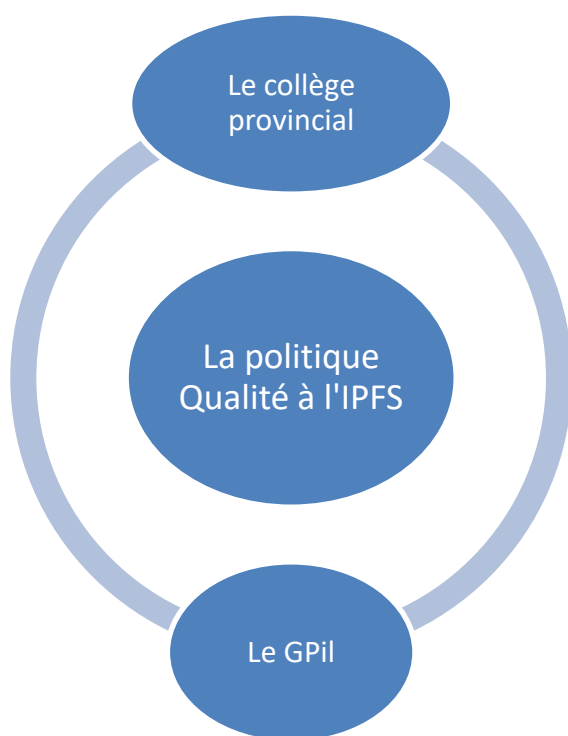 Le collège
provincial
La politique
Qualité à l'IPFS
Le GPil